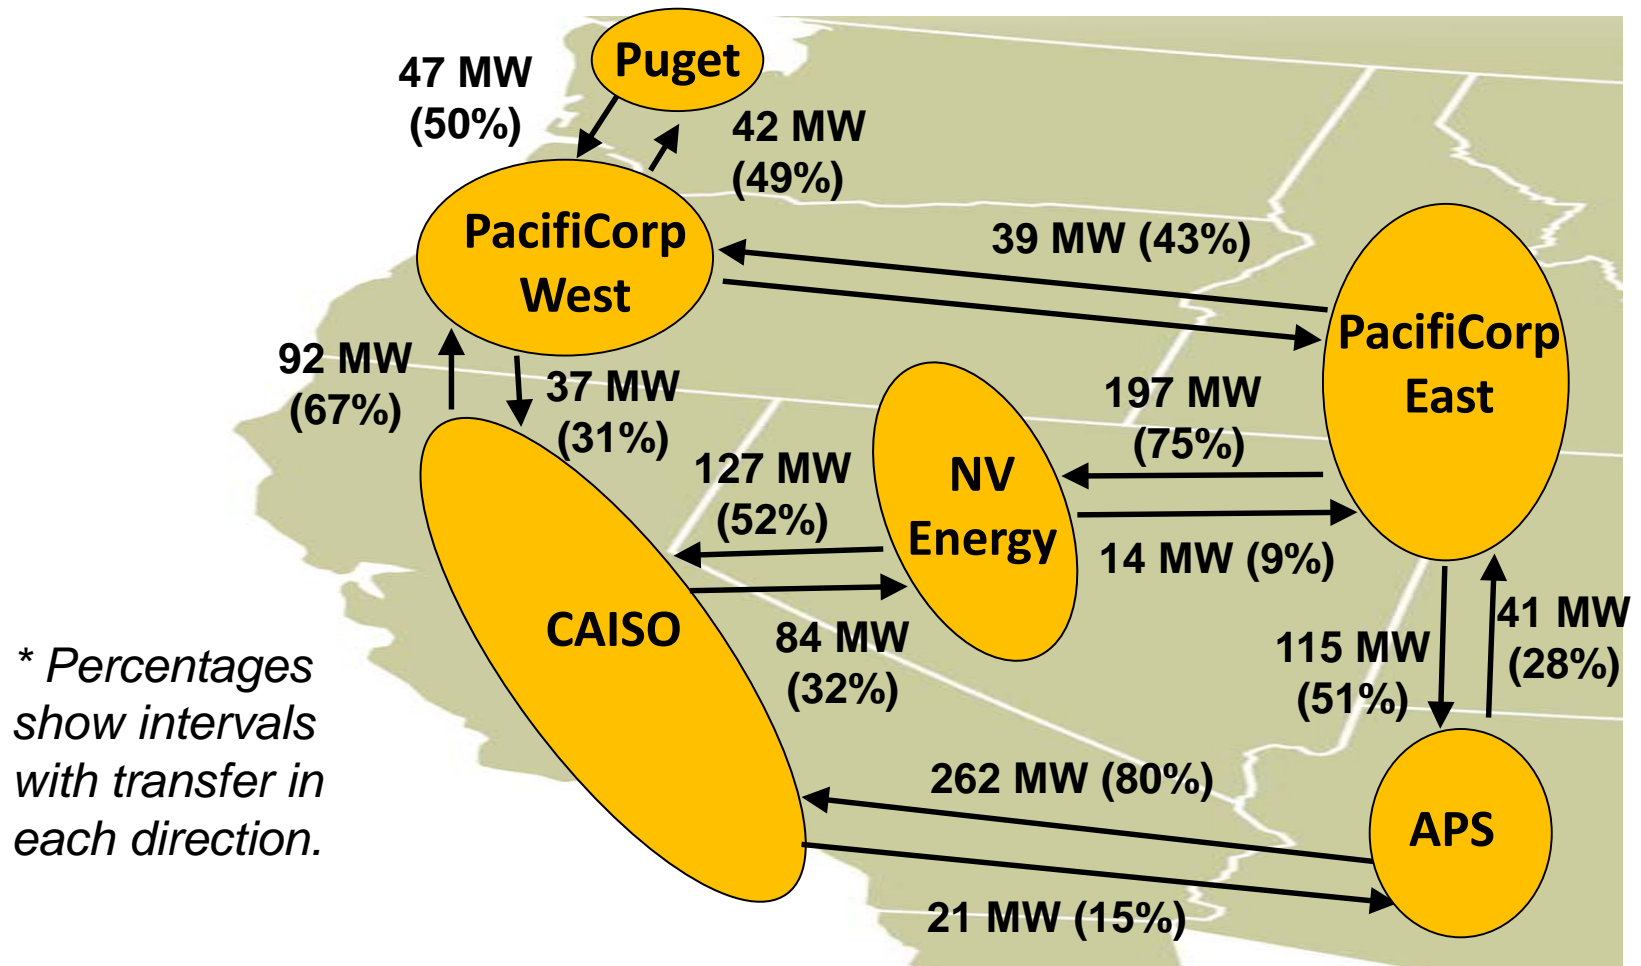 Puget
47 MW
(50%)
42 MW
(49%)
PacifiCorp
West
39 MW (43%)
PacifiCorp
East
92 MW
(67%)
37 MW
(31%)
197 MW
(75%)
127 MW
(52%)
NV
Energy
14 MW (9%)
CAISO
84 MW
(32%)
115 MW
(51%)
41 MW
(28%)
* Percentages
show intervals
with transfer in
each direction.
262 MW (80%)
APS
21 MW (15%)